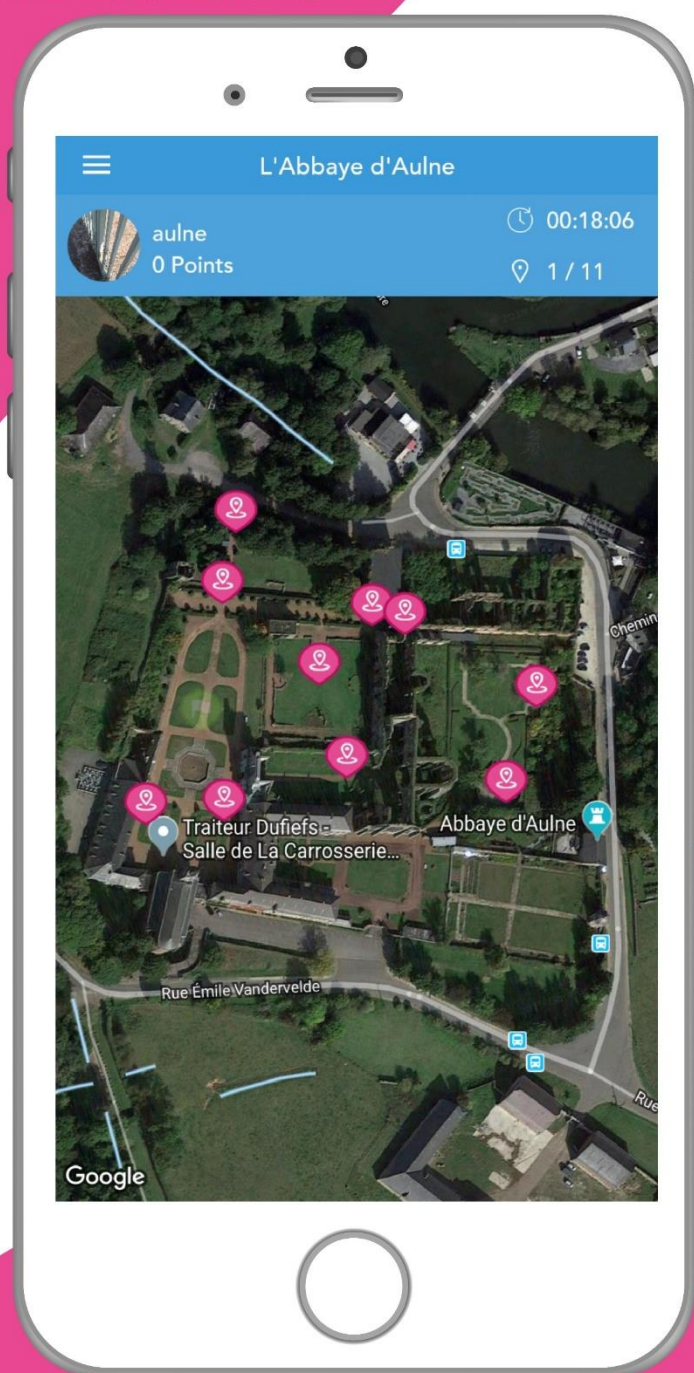 L'Abbaye d'Aulne
aulne
00:18:06
0 Points
1 / 11
Chemin
Traiteur Dufiefs -
Salle de La Carrosserie...
Abbaye d'Aulne
Rue Émile Vandervelde
Rue
Google